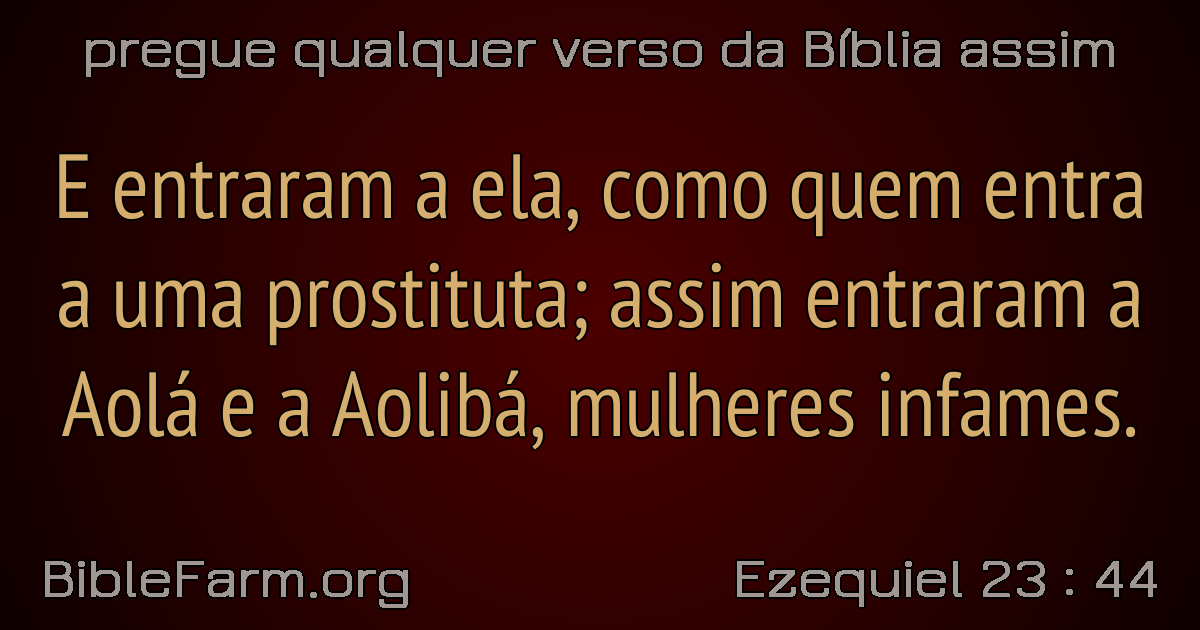 pregue qualquer verso da Bíblia assim
E entraram a ela, como quem entra
a uma prostituta; assim entraram a
Aolá e a Aolibá, mulheres infames.
BibleFarm.org
Ezequiel 23 : 44